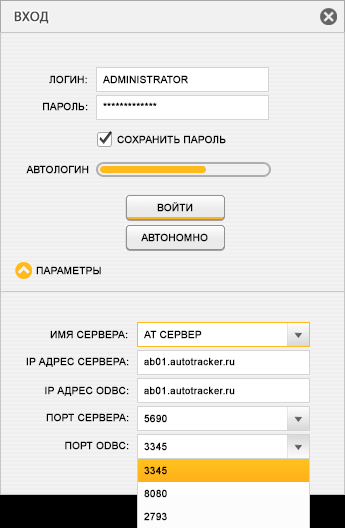 ВХОД
ЛОГИН: ADMINISTRATOR
ПАРОЛЬ: *************
СОХРАНИТЬ ПАРОЛЬ
АВТОЛОГИН
ВОЙТИ
АВТОНОМНО
ПАРАМЕТРЫ
ИМЯ СЕРВЕРА: АТ СЕРВЕР
IP АДРЕС СЕРВЕРА: ab01.autotracker.ru
IP АДРЕС ODBC: ab01.autotracker.ru
ПОРТ СЕРВЕРА: 5690
ПОРТ ODBC: 3345
3345
8080
2793